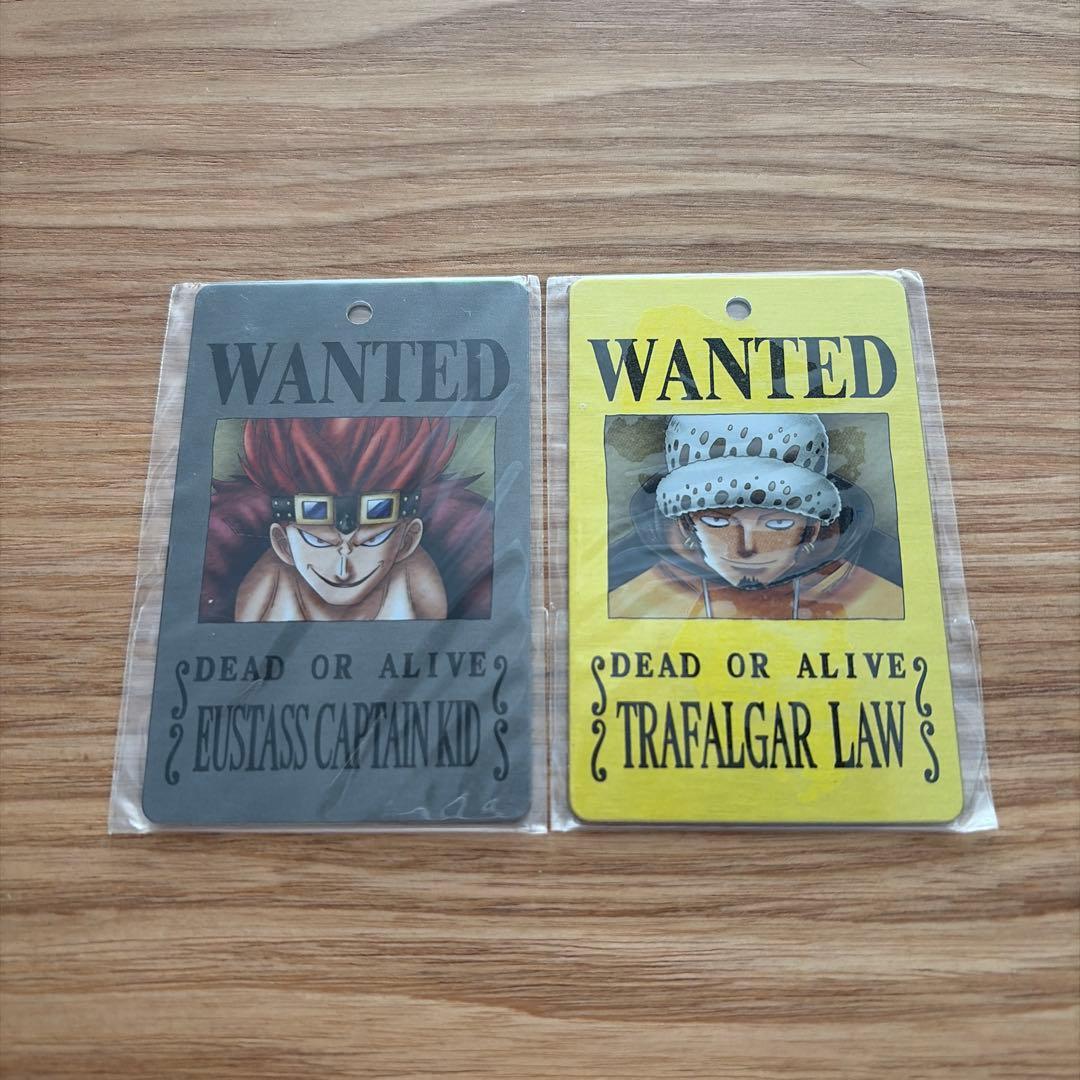 WANTED
DEAD OR ALIVE
EUSTASS CAPTAIN KID
WANTED
DEAD OR ALIVE
TRAFALGAR LAW